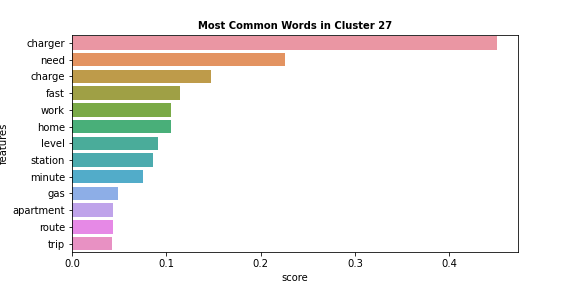 Most Common Words in Cluster 27
features
charger
need
charge
fast
work
home
level
station
minute
gas
apartment
route
trip
0.0 0.1 0.2 0.3 0.4
score